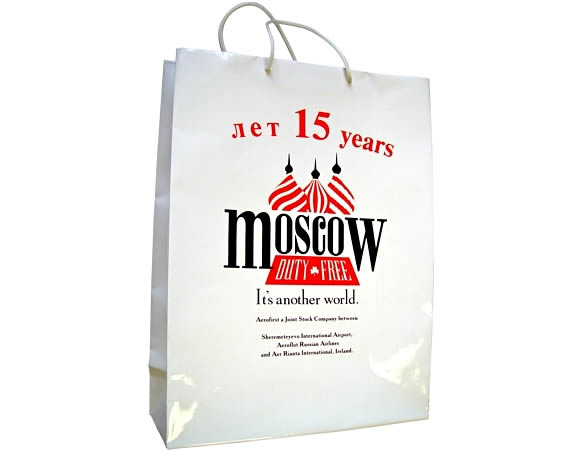 лет 15 years
moscow
DUTY FREE
It's another world.
Aerofirst a Joint Stock Company between
Sheremeteyevo International Airport,
Aeroflot Russian Airlines
and Aer Rianta International, Ireland.